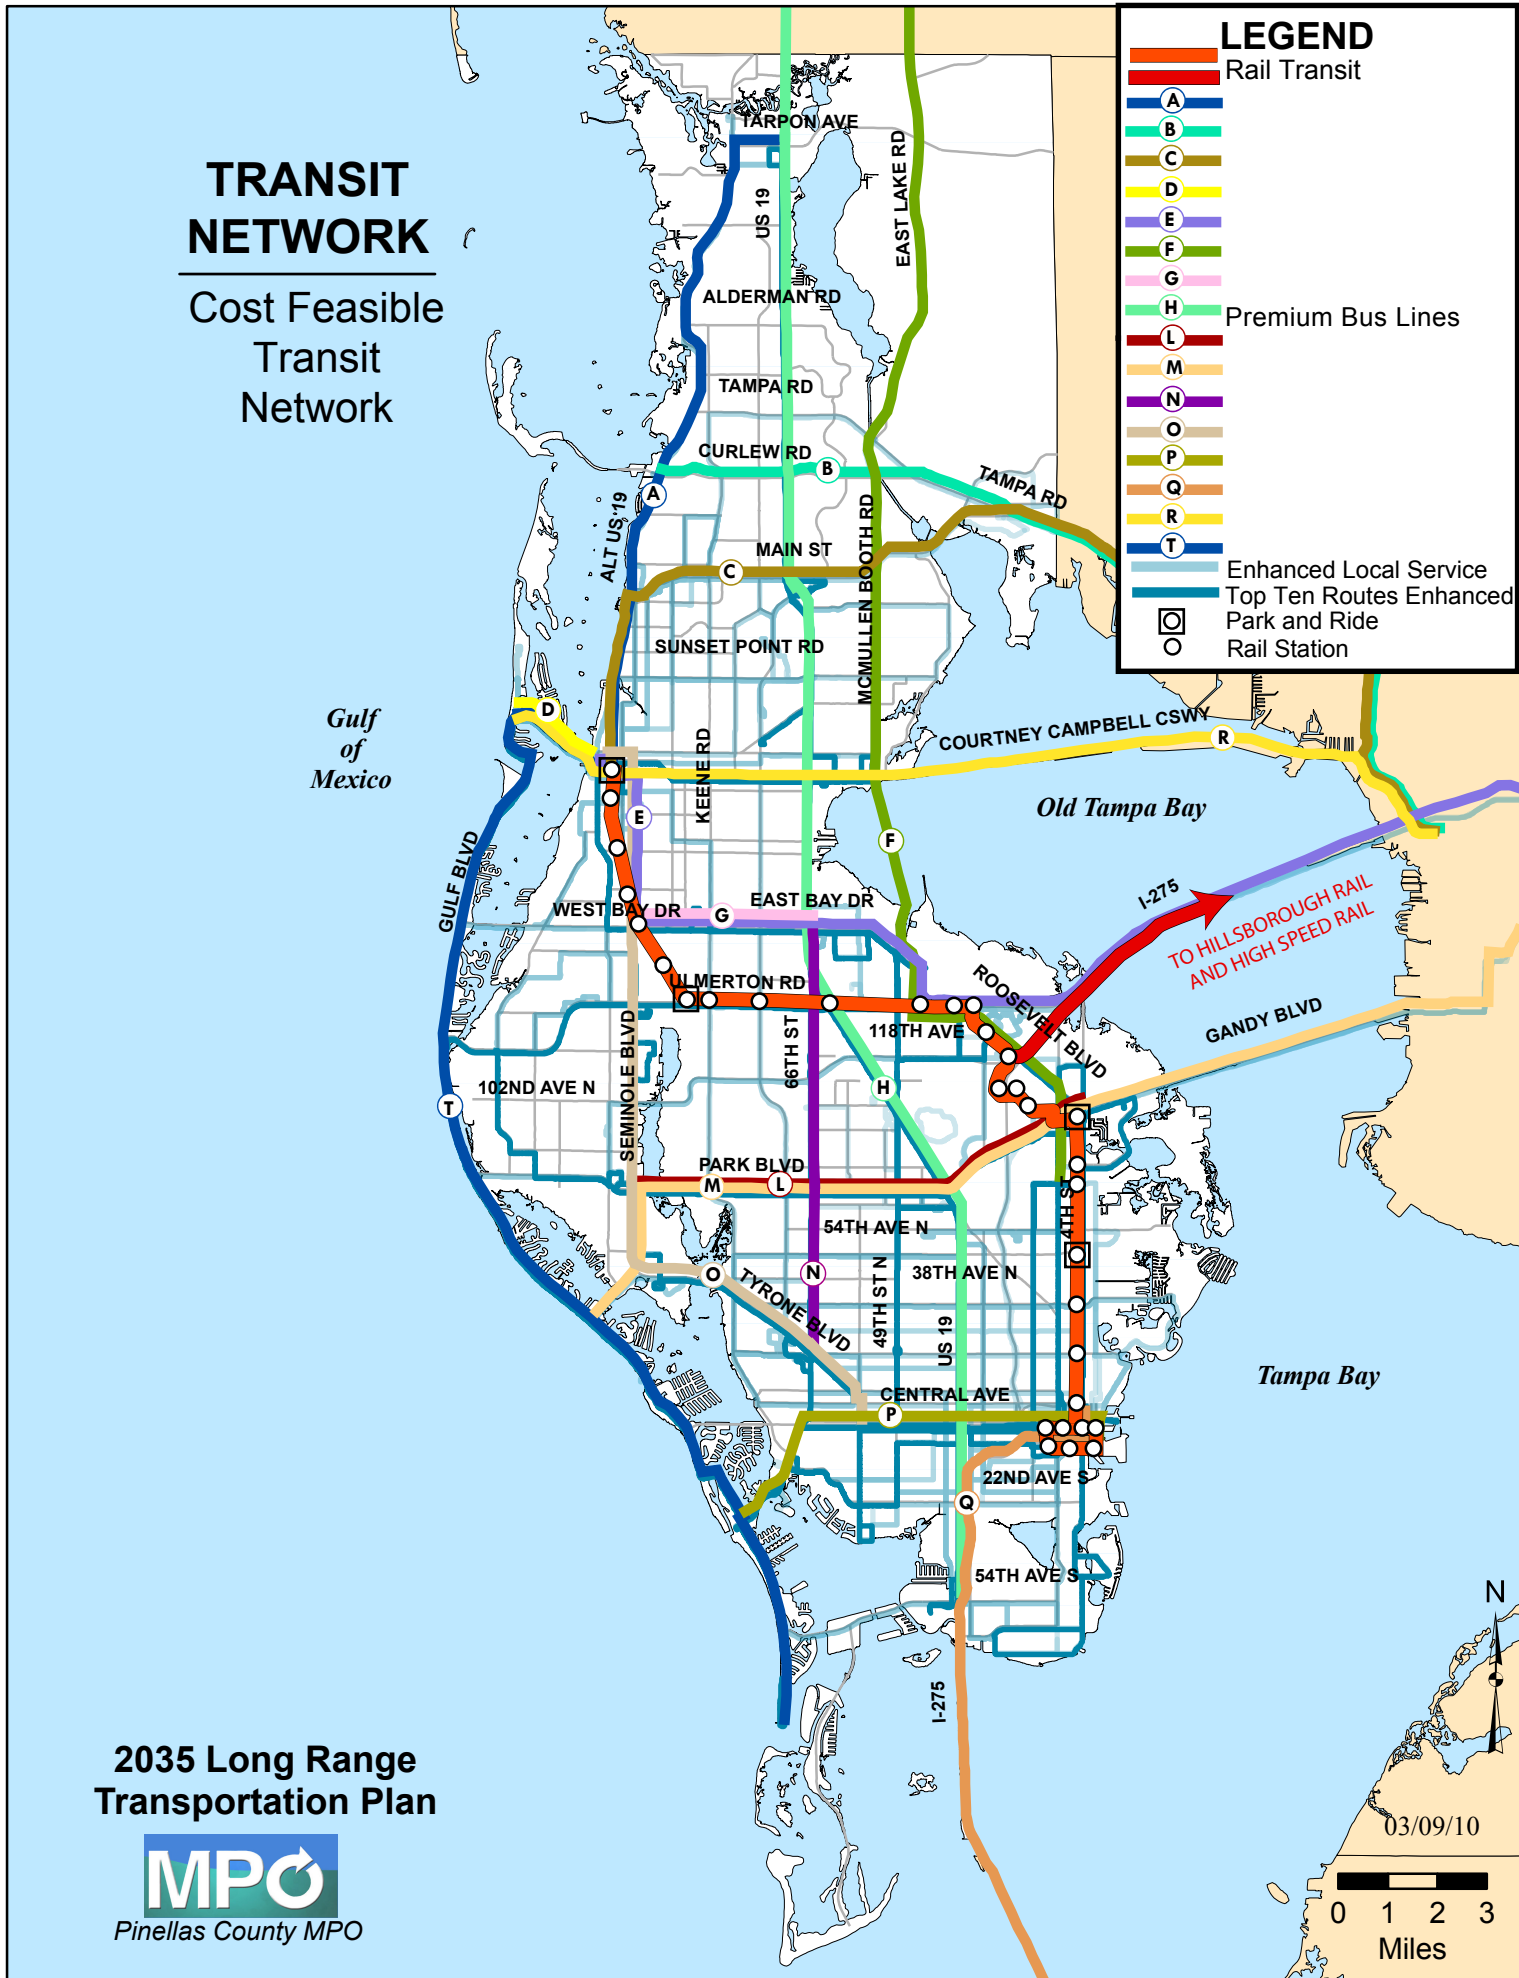 TRANSIT
NETWORK
Cost Feasible
Transit
Network
LEGEND
Rail Transit
A
B
C
D
E
F
G
H
Premium Bus Lines
L
M
N
O
P
Q
R
T
Enhanced Local Service
Top Ten Routes Enhanced
Park and Ride
Rail Station
TARPON AVE
US 19
EAST LAKE RD
ALDERMAN RD
TAMPA RD
CURLEW RD
B
TAMPA RD
A
ALT US 19
MAIN ST
C
MCMULLEN BOOTH RD
SUNSET POINT RD
D
Gulf
of
Mexico
KEENE RD
COURTNEY CAMPBELL CSWY
R
Old Tampa Bay
E
F
GULF BLVD
WEST BAY DR
G
EAST BAY DR
I-275
TO HILLSBOROUGH RAIL
AND HIGH SPEED RAIL
ULMERTON RD
ROOSEVELT BLVD
118TH AVE
GANDY BLVD
66TH ST
SEMINOLE BLVD
102ND AVE N
H
T
PARK BLVD
M
L
4TH ST
54TH AVE N
38TH AVE N
O
N
TYRONE BLVD
49TH ST N
US 19
Tampa Bay
CENTRAL AVE
P
22ND AVE S
Q
54TH AVE S
N
I-275
2035 Long Range
Transportation Plan
MPO
Pinellas County MPO
03/09/10
0 1 2 3
Miles